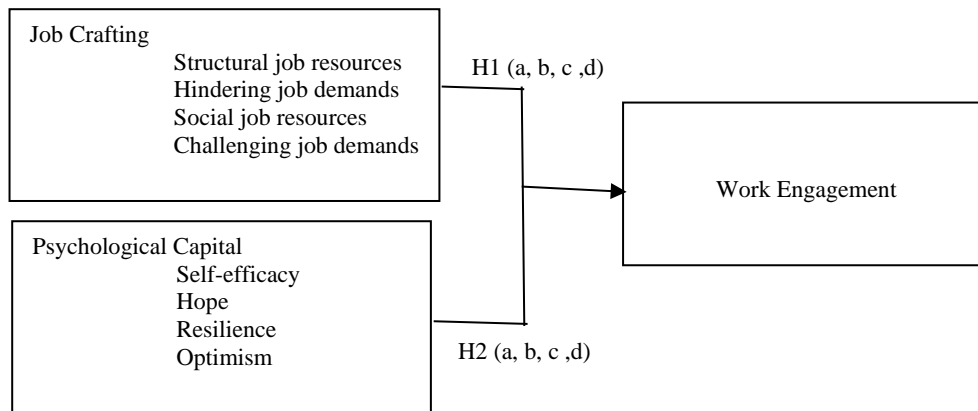 Job Crafting
Structural job resources
Hindering job demands
Social job resources
Challenging job demands
H1 (a, b, c ,d)
Work Engagement
Psychological Capital
Self-efficacy
Hope
Resilience
Optimism
H2 (a, b, c ,d)